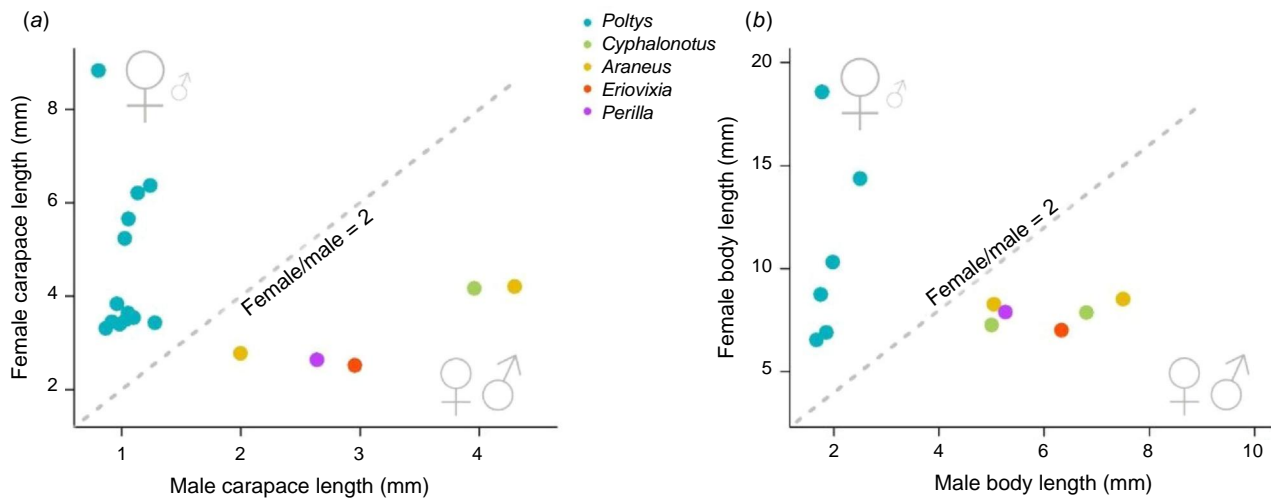 (a)
Female carapace length (mm)
8
6
4
2
1
2
3
4
Male carapace length (mm)
Female/male = 2
Poltys
Cyphalonotus
Araneus
Eriovixia
Perilla
(b)
Female body length (mm)
20
15
10
5
2
4
6
8
10
Male body length (mm)
Female/male = 2